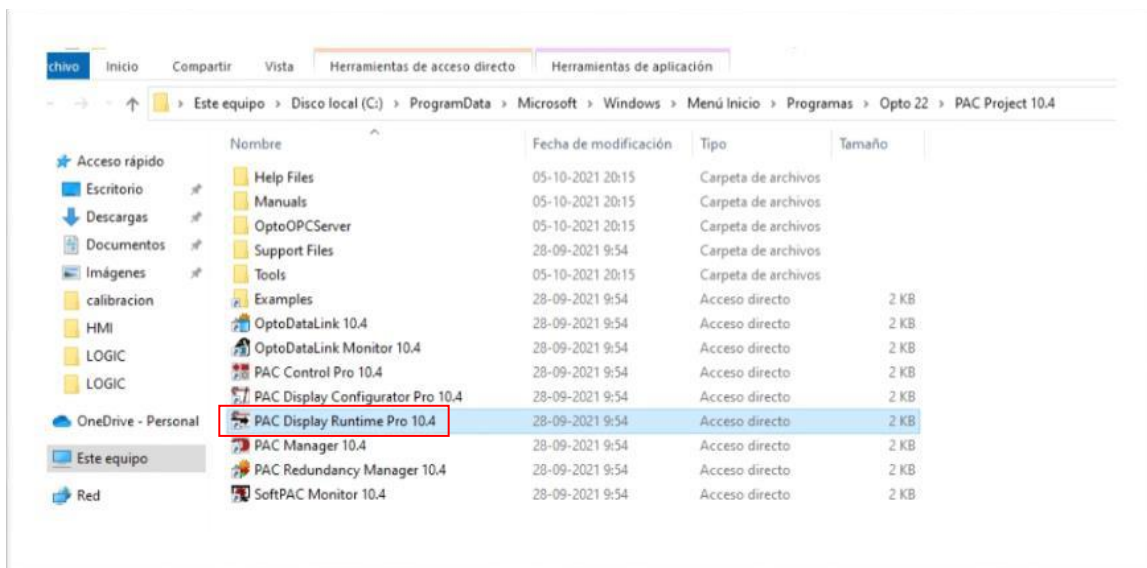 rchivo Inicio Compartir Vista Herramientas de acceso directo Herramientas de aplicación
Este equipo > Disco local (C:) > ProgramData > Microsoft > Windows > Menú Inicio > Programas > Opto 22 > PAC Project 10.4
Nombre Fecha de modificación Tipo Tamaño
Acceso rápido
Escritorio
Descargas
Documentos
Imágenes
calibracion
HMI
LOGIC
LOGIC
OneDrive - Personal
Este equipo
Red
Help Files 05-10-2021 20:15 Carpeta de archivos
Manuals 05-10-2021 20:15 Carpeta de archivos
OptoOPCServer 05-10-2021 20:15 Carpeta de archivos
Support Files 28-09-2021 9:54 Carpeta de archivos
Tools 05-10-2021 20:15 Carpeta de archivos
Examples 28-09-2021 9:54 Acceso directo 2 KB
OptoDataLink 10.4 28-09-2021 9:54 Acceso directo 2 KB
OptoDataLink Monitor 10.4 28-09-2021 9:54 Acceso directo 2 KB
PAC Control Pro 10.4 28-09-2021 9:54 Acceso directo 2 KB
PAC Display Configurator Pro 10.4 28-09-2021 9:54 Acceso directo 2 KB
PAC Display Runtime Pro 10.4 28-09-2021 9:54 Acceso directo 2 KB
PAC Manager 10.4 28-09-2021 9:54 Acceso directo 2 KB
PAC Redundancy Manager 10.4 28-09-2021 9:54 Acceso directo 2 KB
SoftPAC Monitor 10.4 28-09-2021 9:54 Acceso directo 2 KB